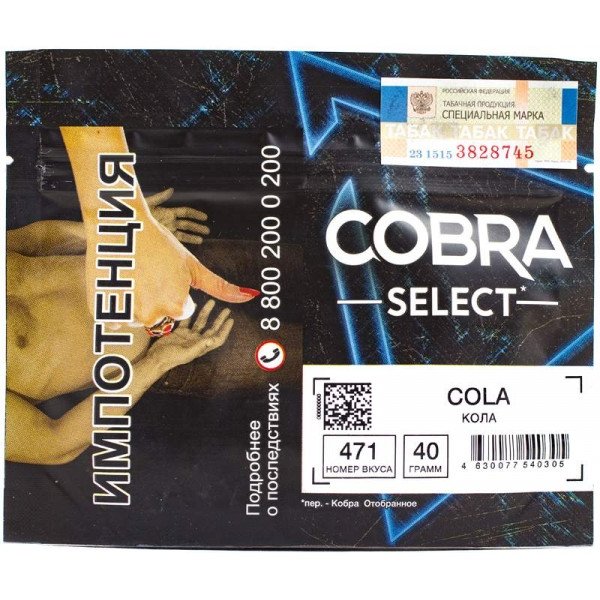 РОССИЙСКАЯ ФЕДЕРАЦИЯ
ТАБАЧНАЯ ПРОДУКЦИЯ
СПЕЦИАЛЬНАЯ МАРКА
ТАБАК ТАБАК ТАБАК
23 1515 3828745
ИМПОТЕНЦИЯ
Подробнее
о последствиях
8 800 200 0 200
COBRA
SELECT*
COLA
КОЛА
471
НОМЕР ВКУСА
40
ГРАММ
4 630077 540305
*пер. - Кобра Отобранное